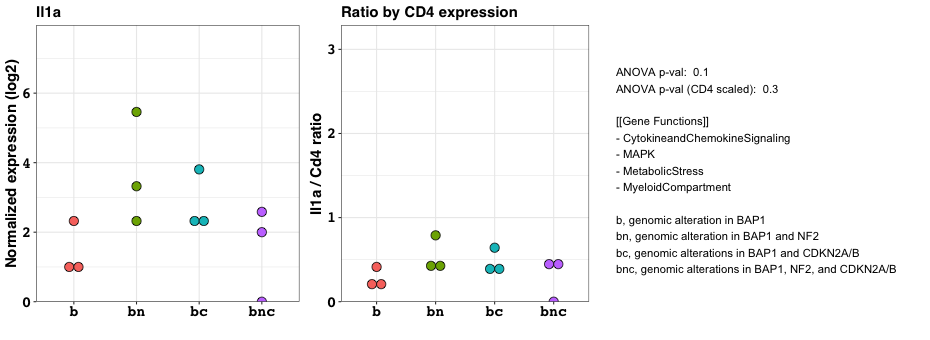 Il1a
Normalized expression (log2)
6
4
2
0
b bn bc bnc
Ratio by CD4 expression
Il1a / Cd4 ratio
3
2
1
0
b bn bc bnc
ANOVA p-val: 0.1
ANOVA p-val (CD4 scaled): 0.3
[[Gene Functions]]
- CytokineandChemokineSignaling
- MAPK
- MetabolicStress
- MyeloidCompartment
b, genomic alteration in BAP1
bn, genomic alteration in BAP1 and NF2
bc, genomic alterations in BAP1 and CDKN2A/B
bnc, genomic alterations in BAP1, NF2, and CDKN2A/B